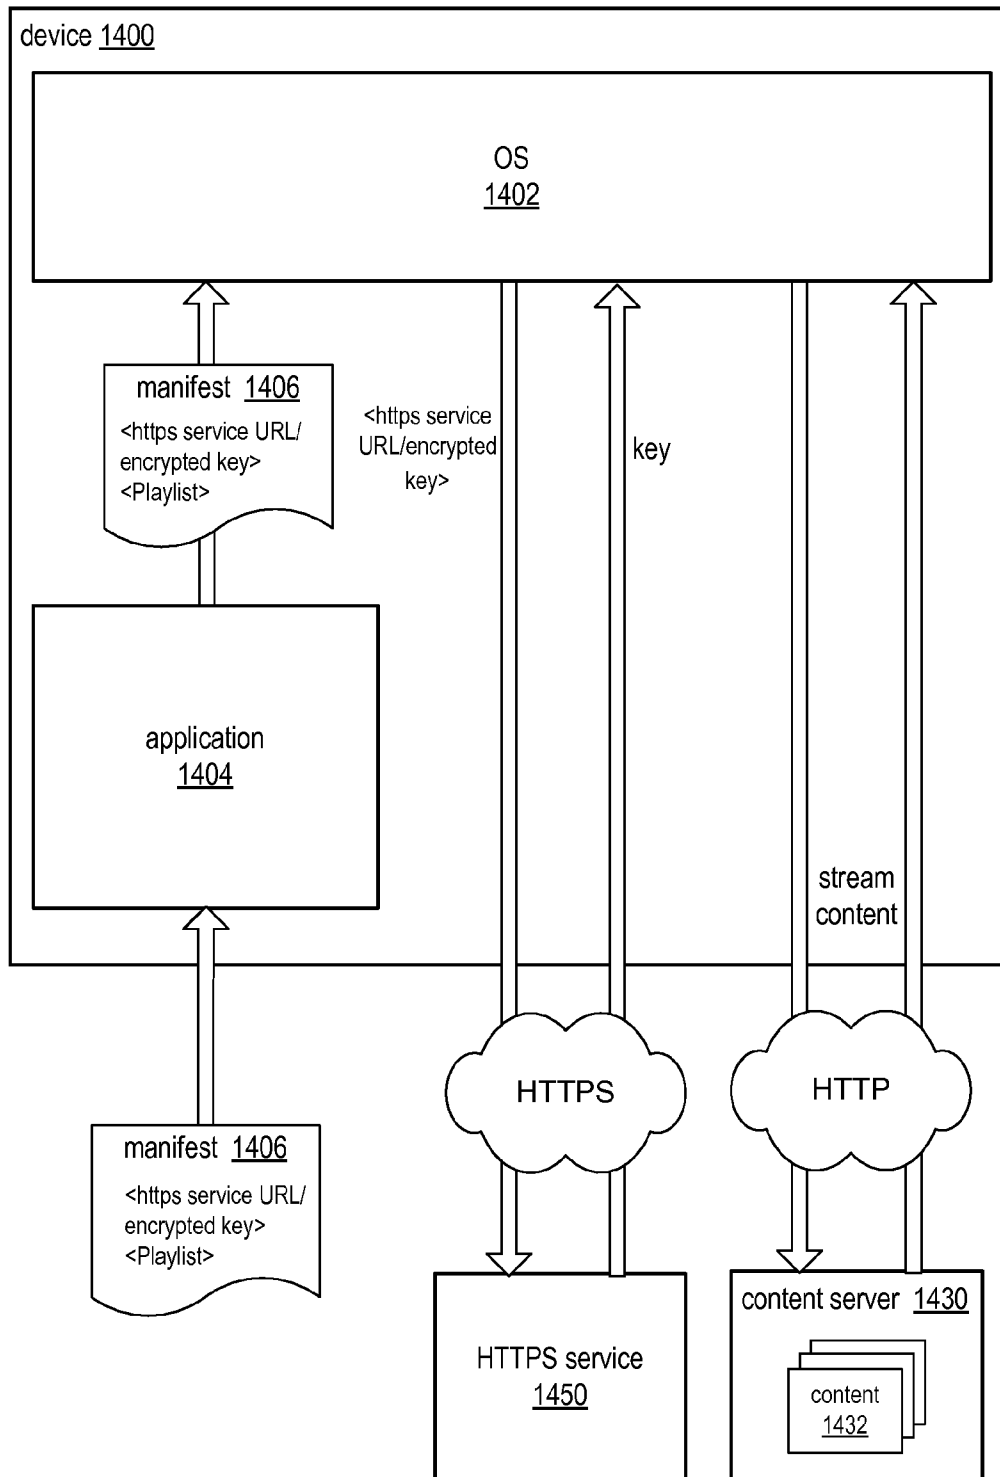 device 1400
OS
1402
manifest 1406
<https service URL/
encrypted key>
<Playlist>
<https service
URL/encrypted
key>
key
application
1404
stream
content
HTTPS
HTTP
manifest 1406
<https service URL/
encrypted key>
<Playlist>
HTTPS service
1450
content server 1430
content
1432